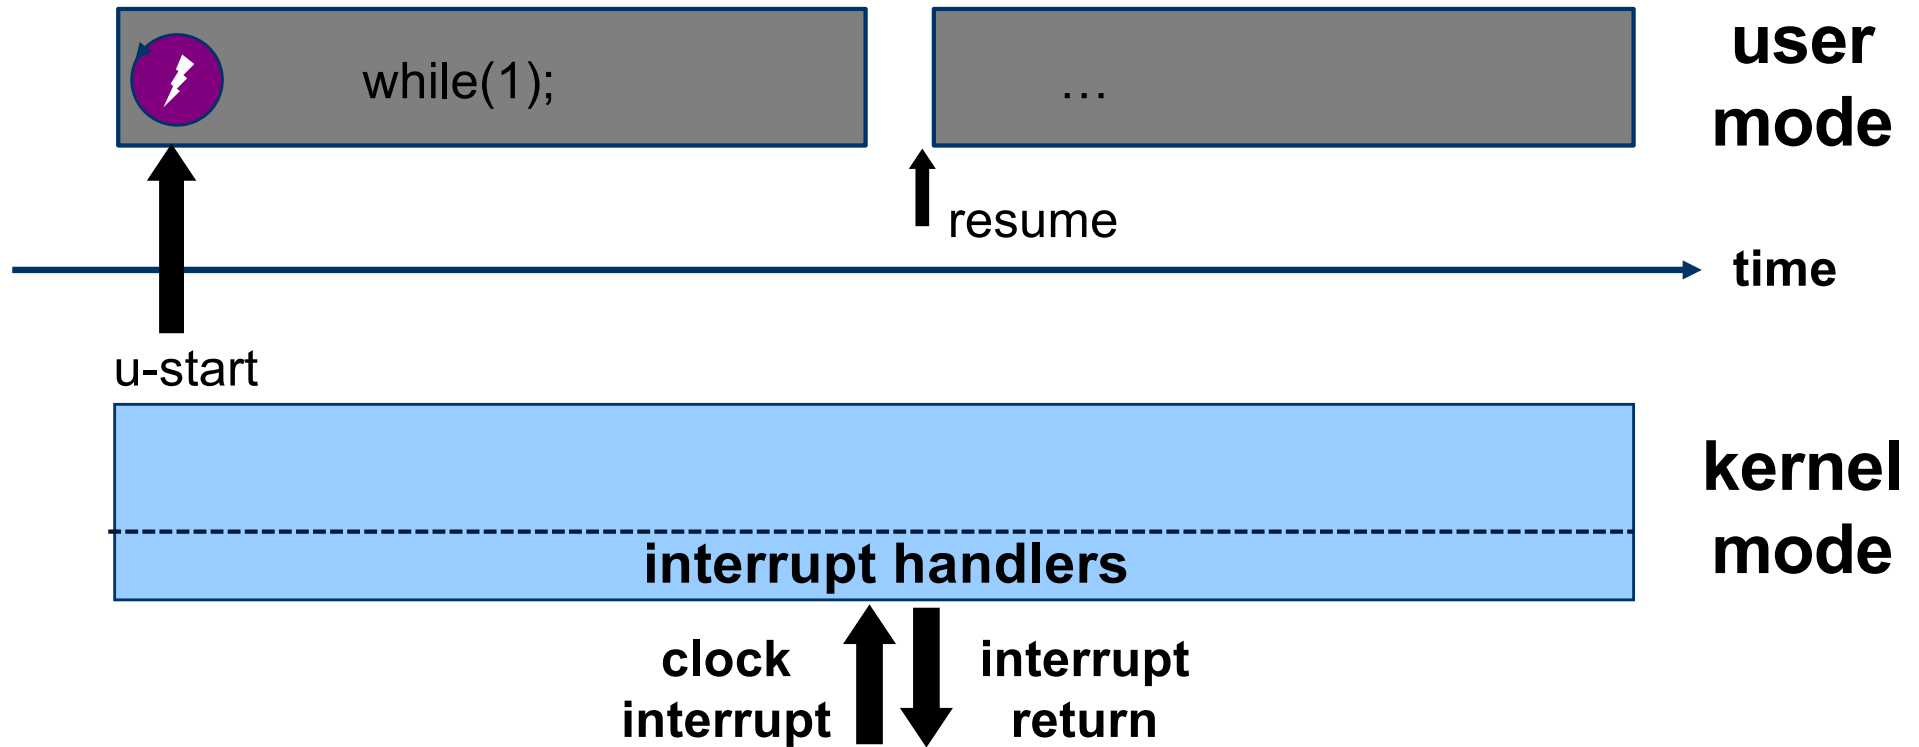 user
mode
while(1);
…
resume
time
u-start
kernel
mode
interrupt handlers
clock
interrupt
interrupt
return